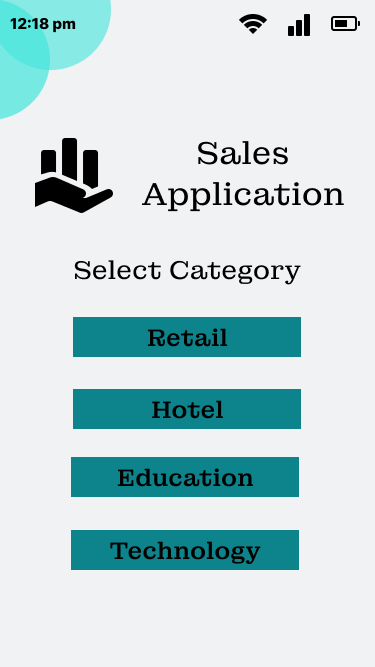 12:18 pm
Sales
Application
Select Category
Retail
Hotel
Education
Technology